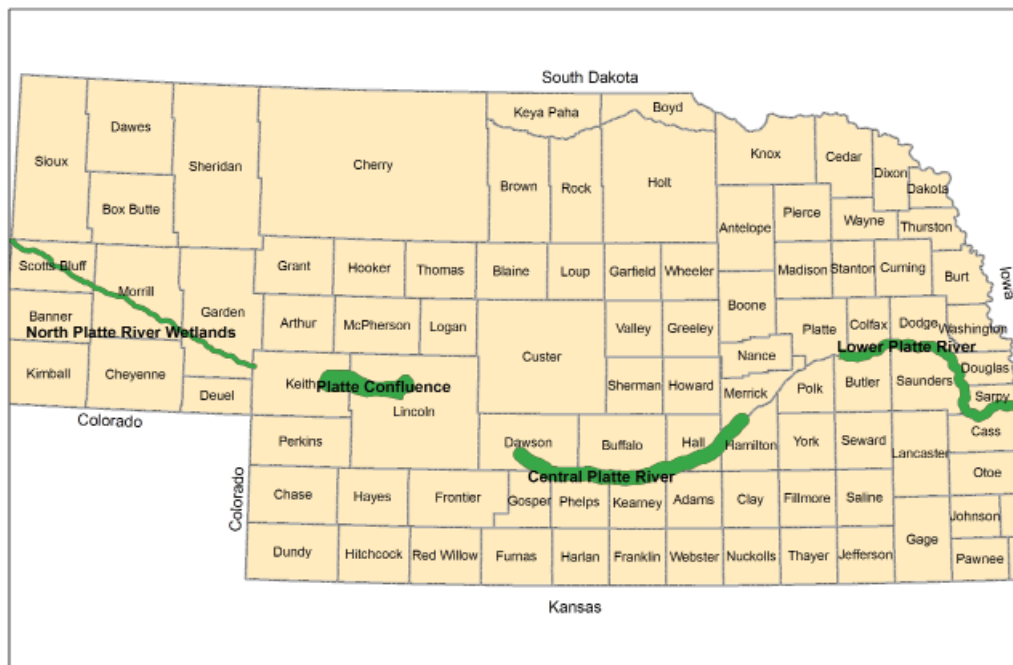 South Dakota
Keya Paha
Boyd
Sioux
Dawes
Sheridan
Cherry
Brown
Rock
Holt
Knox
Cedar
Dixon
Dakota
Box Butte
Antelope
Pierce
Wayne
Thurston
Scotts Bluff
Morrill
Garden
Grant
Hooker
Thomas
Blaine
Loup
Garfield
Wheeler
Madison
Stanton
Cuming
Burt
Iowa
Banner
North Platte River Wetlands
Arthur
McPherson
Logan
Custer
Valley
Greeley
Boone
Nance
Platte
Colfax
Dodge
Washington
Lower Platte River
Kimball
Cheyenne
Deuel
Keith
Platte Confluence
Lincoln
Sherman
Howard
Merrick
Polk
Butler
Saunders
Douglas
Sarpy
Colorado
Perkins
Dawson
Buffalo
Hall
Hamilton
York
Seward
Lancaster
Cass
Central Platte River
Otoe
Colorado
Chase
Hayes
Frontier
Gosper
Phelps
Kearney
Adams
Clay
Fillmore
Saline
Johnson
Dundy
Hitchcock
Red Willow
Furnas
Harlan
Franklin
Webster
Nuckolls
Thayer
Jefferson
Gage
Pawnee
Kansas